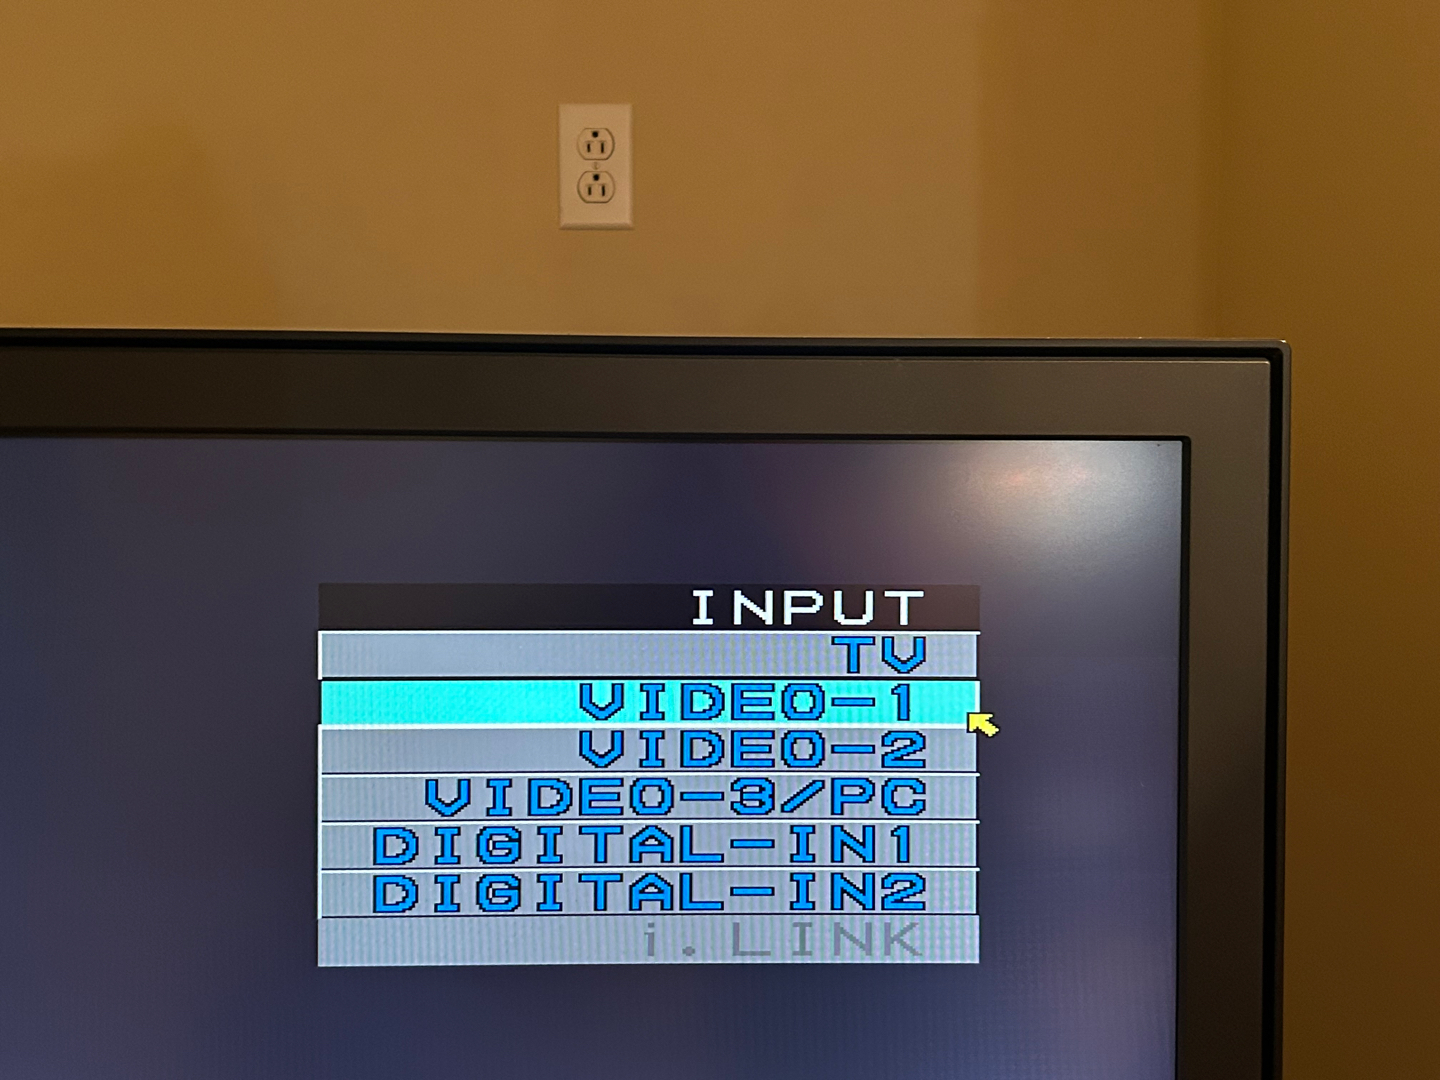 INPUT
TV
VIDEO-1
VIDEO-2
VIDEO-3/PC
DIGITAL-IN1
DIGITAL-IN2
i.LINK